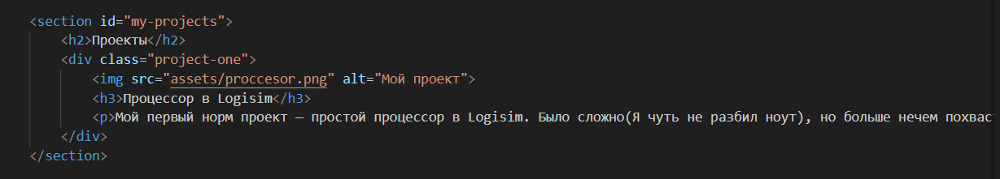 <section id="my-projects">
<h2>Проекты</h2>
<div class="project-one">
<img src="assets/proccesor.png" alt="Мой проект">
<h3>Процессор в Logisim</h3>
<p>Мой первый норм проект — простой процессор в Logisim. Было сложно(Я чуть не разбил ноут), но больше нечем похваст
</div>
</section>